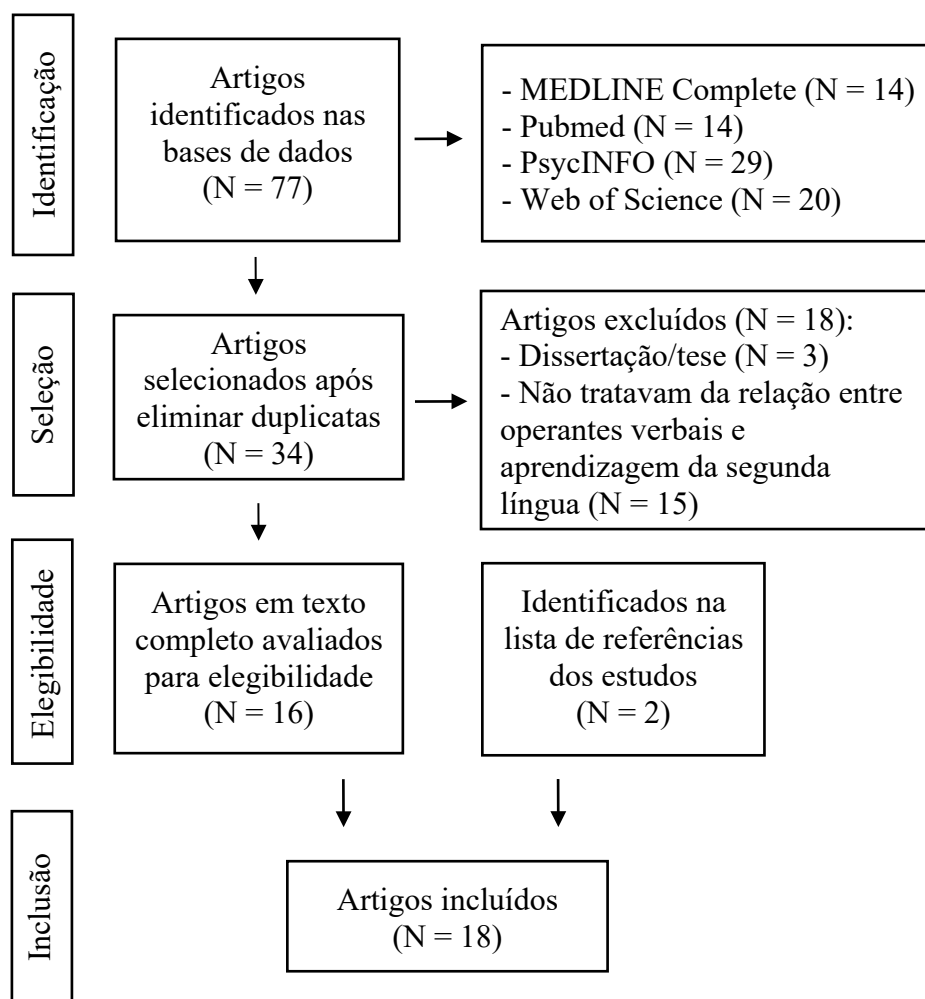 Identificação
Artigos
identificados nas
bases de dados
(N = 77)
- MEDLINE Complete (N = 14)
- Pubmed (N = 14)
- PsycINFO (N = 29)
- Web of Science (N = 20)
Seleção
Artigos
selecionados após
eliminar duplicatas
(N = 34)
Artigos excluídos (N = 18):
- Dissertação/tese (N = 3)
- Não tratavam da relação entre
operantes verbais e
aprendizagem da segunda
língua (N = 15)
Elegibilidade
Artigos em texto
completo avaliados
para elegibilidade
(N = 16)
Identificados na
lista de referências
dos estudos
(N = 2)
Inclusão
Artigos incluídos
(N = 18)